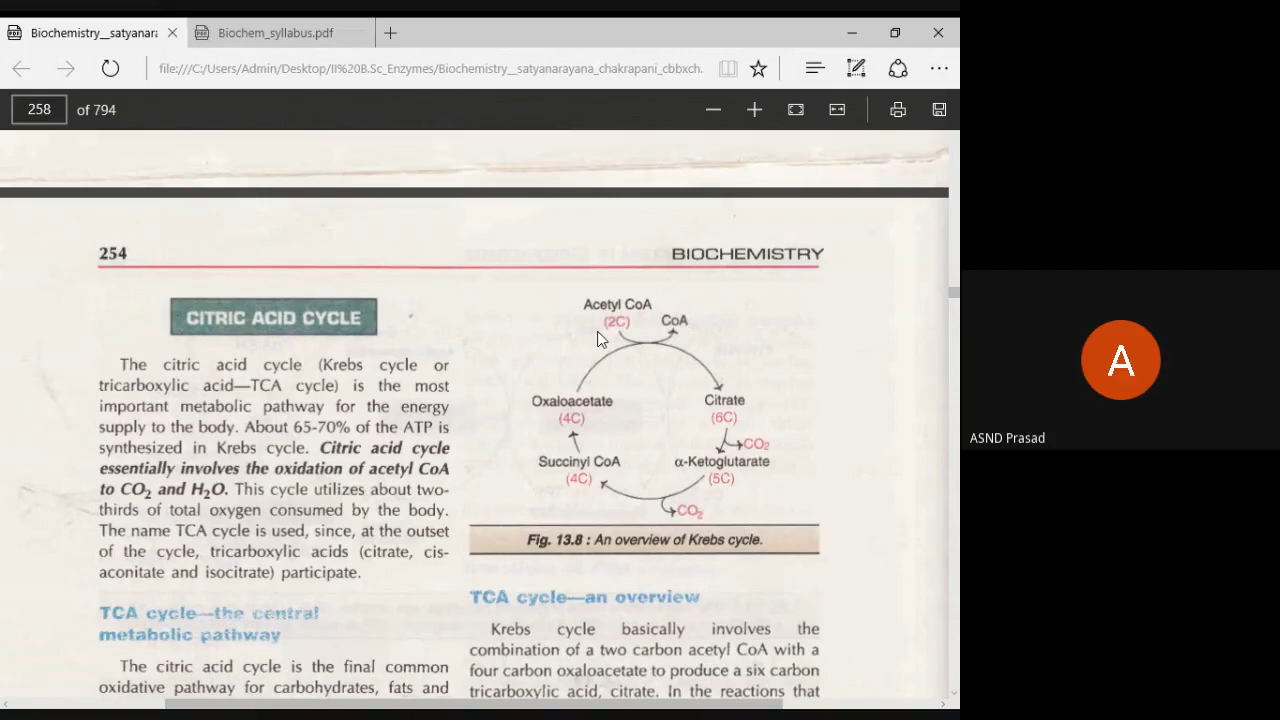 Biochemistry__satyanara
Biochem_syllabus.pdf
file:///C:/Users/Admin/Desktop/II%20B.Sc_Enzymes/Biochemistry__satyanarayana_chakrapani_cbbxch.
258 of 794
254
BIOCHEMISTRY
CITRIC ACID CYCLE
The citric acid cycle (Krebs cycle or
tricarboxylic acid—TCA cycle) is the most
important metabolic pathway for the energy
supply to the body. About 65-70% of the ATP is
synthesized in Krebs cycle. Citric acid cycle
essentially involves the oxidation of acetyl CoA
to CO₂ and H₂O. This cycle utilizes about two-
thirds of total oxygen consumed by the body.
The name TCA cycle is used, since, at the outset
of the cycle, tricarboxylic acids (citrate, cis-
aconitate and isocitrate) participate.
TCA cycle—the central
metabolic pathway
The citric acid cycle is the final common
oxidative pathway for carbohydrates, fats and
Acetyl CoA
(2C)
CoA
Oxaloacetate
(4C)
Citrate
(6C)
CO₂
Succinyl CoA
(4C)
α-Ketoglutarate
(5C)
CO₂
Fig. 13.8 : An overview of Krebs cycle.
TCA cycle—an overview
Krebs cycle basically involves the
combination of a two carbon acetyl CoA with a
four carbon oxaloacetate to produce a six carbon
tricarboxylic acid, citrate. In the reactions that
A
ASND Prasad